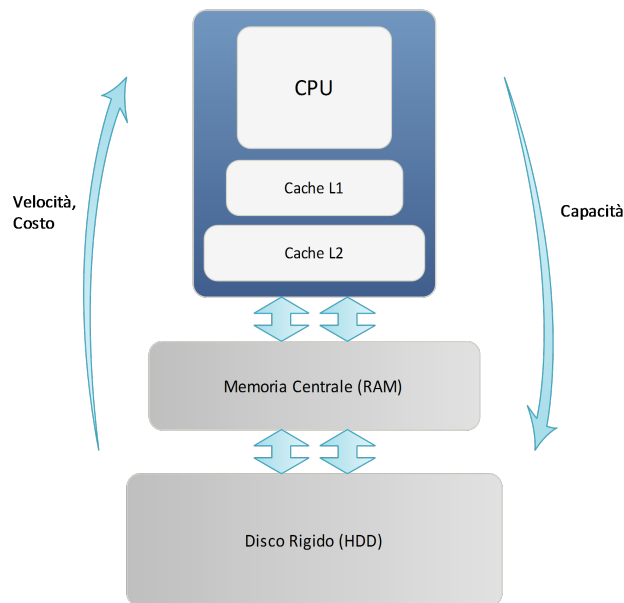 CPU
Cache L1
Velocità,
Costo
Capacità
Cache L2
Memoria Centrale (RAM)
Disco Rigido (HDD)